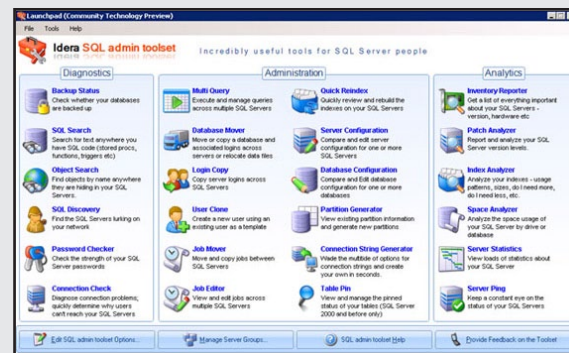 Launchpad (Community Technology Preview)
File Tools Help
Idera SQL admin toolset
Incredibly useful tools for SQL Server people
Diagnostics
Backup Status
Check whether your databases
are backed up
SQL Search
Search for text anywhere you
have SQL code (stored procs,
functions, triggers etc)
Object Search
Find objects by name anywhere
they are hiding in your SQL
Servers.
SQL Discovery
Find the SQL Servers lurking on
your network
Password Checker
Check the strength of your SQL
Server passwords
Connection Check
Diagnose connection problems;
quickly determine why users
can't reach your SQL Servers
Administration
Multi Query
Execute and manage queries
across multiple SQL Servers
Database Mover
Move or copy a database and
associated logins across
servers or relocate data files
Login Copy
Copy server logins across
SQL Servers
User Clone
Create a new user using an
existing user as a template
Job Mover
Move and copy jobs between
SQL Servers
Job Editor
View and edit jobs across
multiple SQL Servers
Quick Reindex
Quickly review and rebuild the
indexes on your SQL Servers
Server Configuration
Compare and edit server
configuration for one or more
SQL Servers
Database Configuration
Compare and Edit database
configuration for one or more
databases
Partition Generator
View existing partition information
and generate new partitions
Connection String Generator
Wade the multitide of options for
connection strings and create
your own in seconds.
Table Pin
View and manage the pinned
status of your tables (SQL Server
2000 and before only)
Analytics
Inventory Reporter
Get a list of everything important
about your SQL Servers -
version, hardware etc
Patch Analyzer
Report and analyze your SQL
Server version levels.
Index Analyzer
Analyze your indexes - usage
patterns, sizes, do I need more,
do I need less, etc.
Space Analyzer
Analyze the space usage of
your SQL Server by drive or
database
Server Statistics
View loads of statistics about
your SQL Server
Server Ping
Keep a constant eye on the
status of your SQL Servers
Edit SQL admin toolset Options...
Manage Server Groups...
SQL admin toolset Help
Provide Feedback on the Toolset